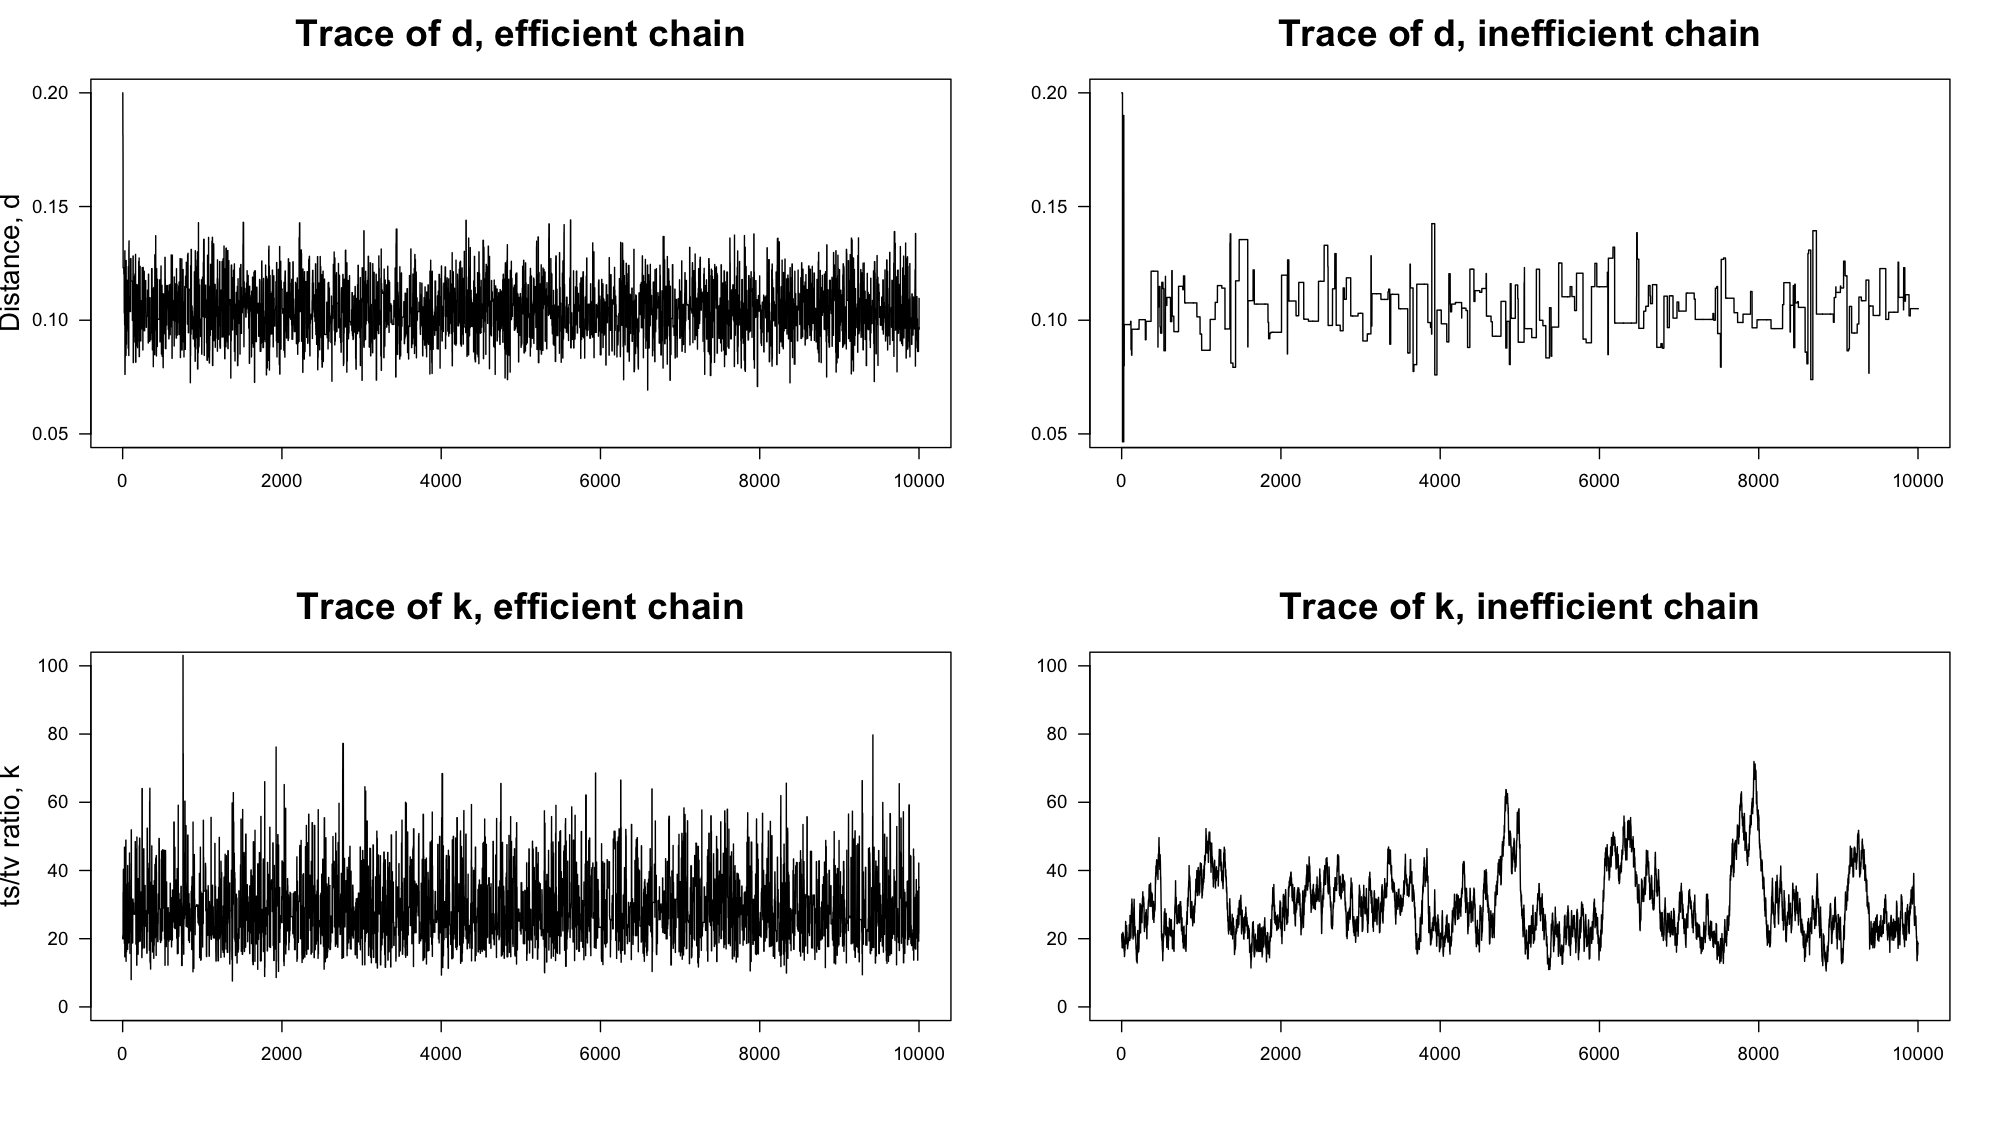 Trace of d, efficient chain
Distance, d
0.20
0.15
0.10
0.05
0 2000 4000 6000 8000 10000
Trace of d, inefficient chain
0.20
0.15
0.10
0.05
0 2000 4000 6000 8000 10000
Trace of k, efficient chain
ts/tv ratio, k
100
80
60
40
20
0
0 2000 4000 6000 8000 10000
Trace of k, inefficient chain
100
80
60
40
20
0
0 2000 4000 6000 8000 10000